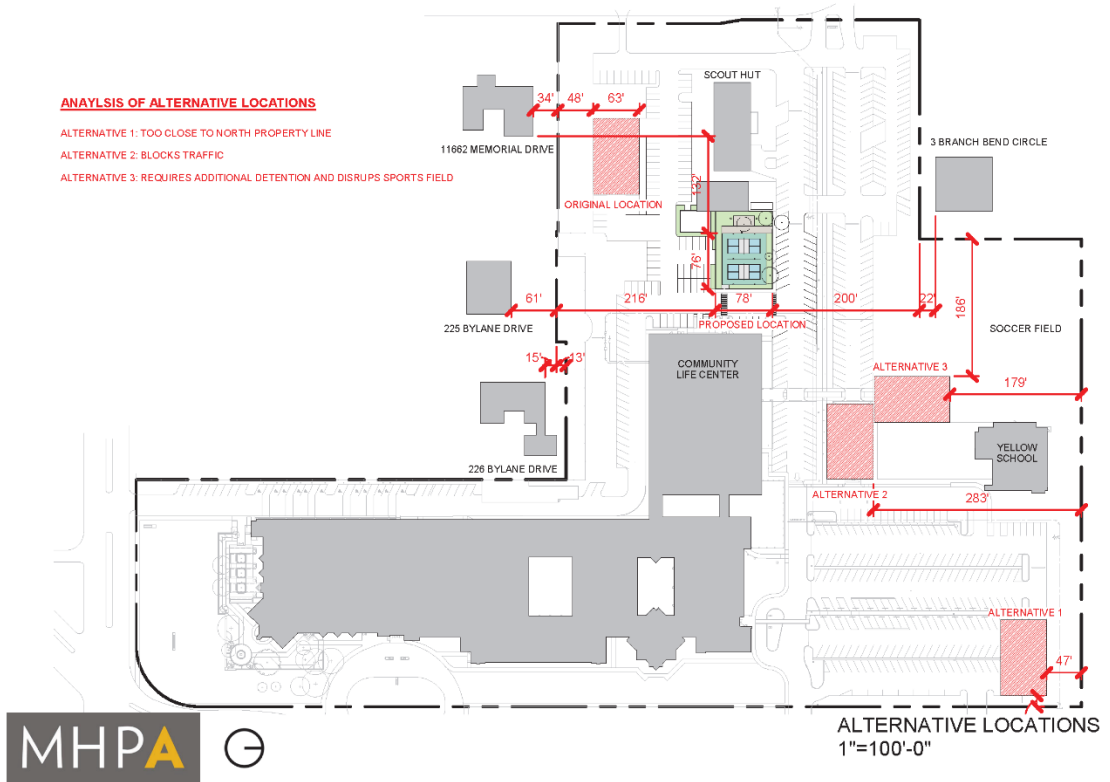 ANAYLSIS OF ALTERNATIVE LOCATIONS
ALTERNATIVE 1: TOO CLOSE TO NORTH PROPERTY LINE
ALTERNATIVE 2: BLOCKS TRAFFIC
ALTERNATIVE 3: REQUIRES ADDITIONAL DETENTION AND DISRUPS SPORTS FIELD
SCOUT HUT
34'
48'
63'
11662 MEMORIAL DRIVE
3 BRANCH BEND CIRCLE
ORIGINAL LOCATION
132'
76'
61'
216'
78'
200'
22'
186'
225 BYLANE DRIVE
PROPOSED LOCATION
SOCCER FIELD
15'
13'
COMMUNITY
LIFE CENTER
ALTERNATIVE 3
179'
226 BYLANE DRIVE
YELLOW
SCHOOL
ALTERNATIVE 2
283'
ALTERNATIVE 1
47'
MHPA
ALTERNATIVE LOCATIONS
1"=100'-0"